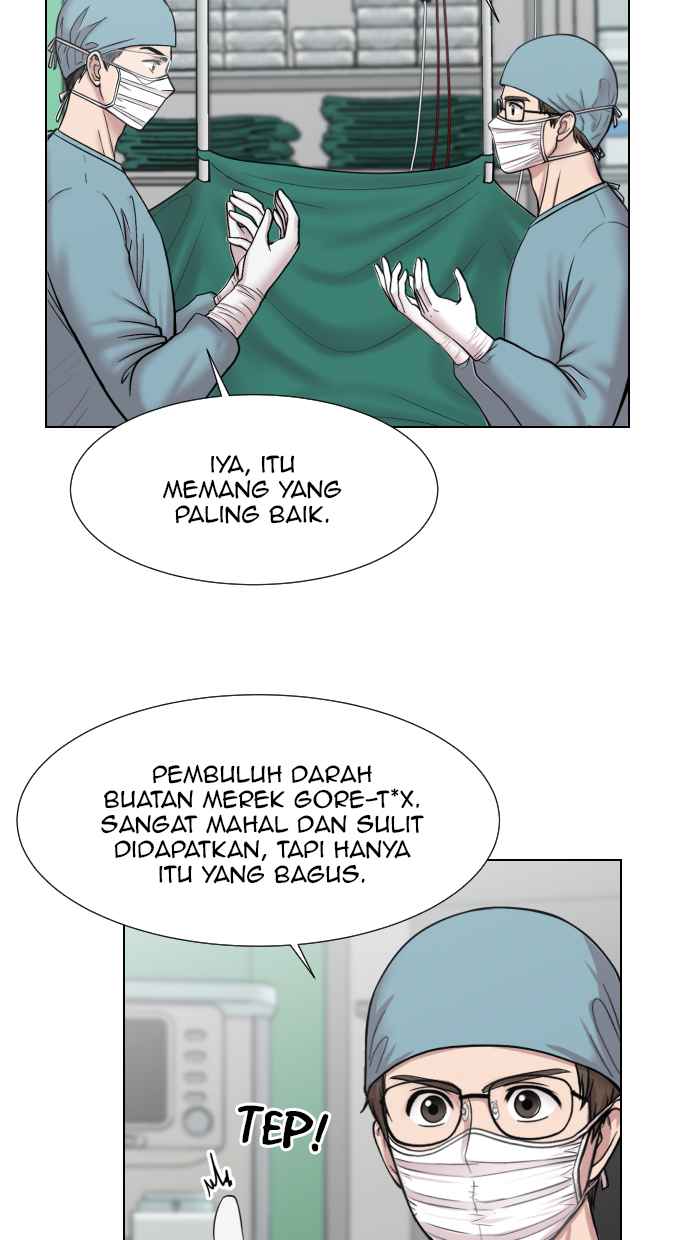 IYA, ITU
MEMANG YANG
PALING BAIK.
PEMBULUH DARAH
BUATAN MEREK GORE-T*X.
SANGAT MAHAL DAN SULIT
DIDAPATKAN, TAPI HANYA
ITU YANG BAGUS.
TEP!